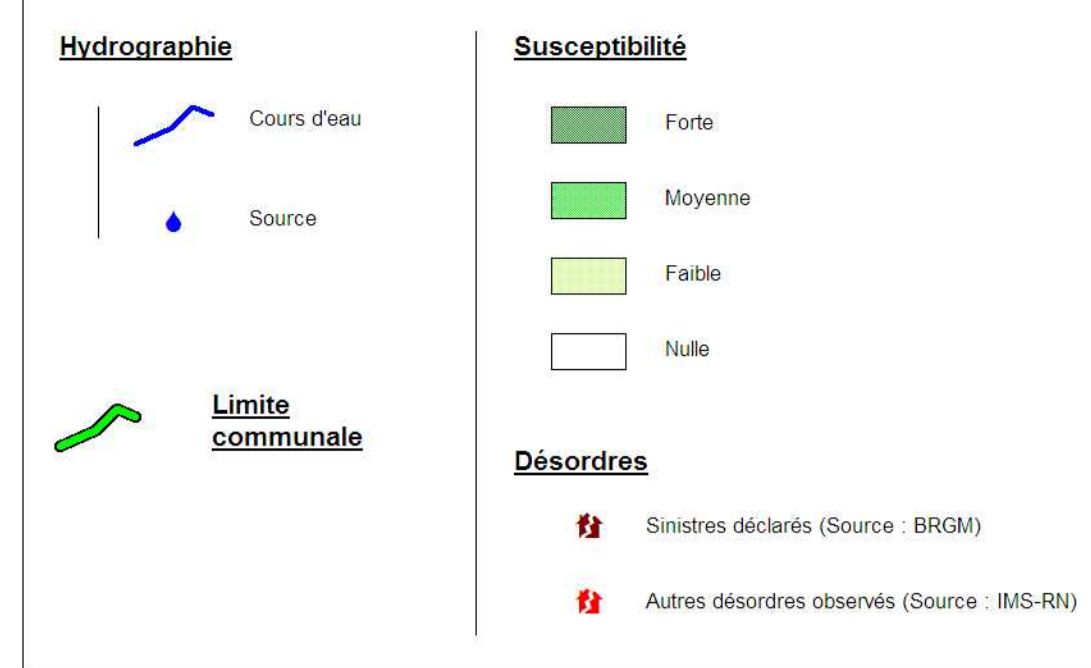 Hydrographie
Cours d'eau
Source
Limite
communale
Susceptibilité
Forte
Moyenne
Faible
Nulle
Désordres
Sinistres déclarés (Source : BRGM)
Autres désordres observés (Source : IMS-RN)